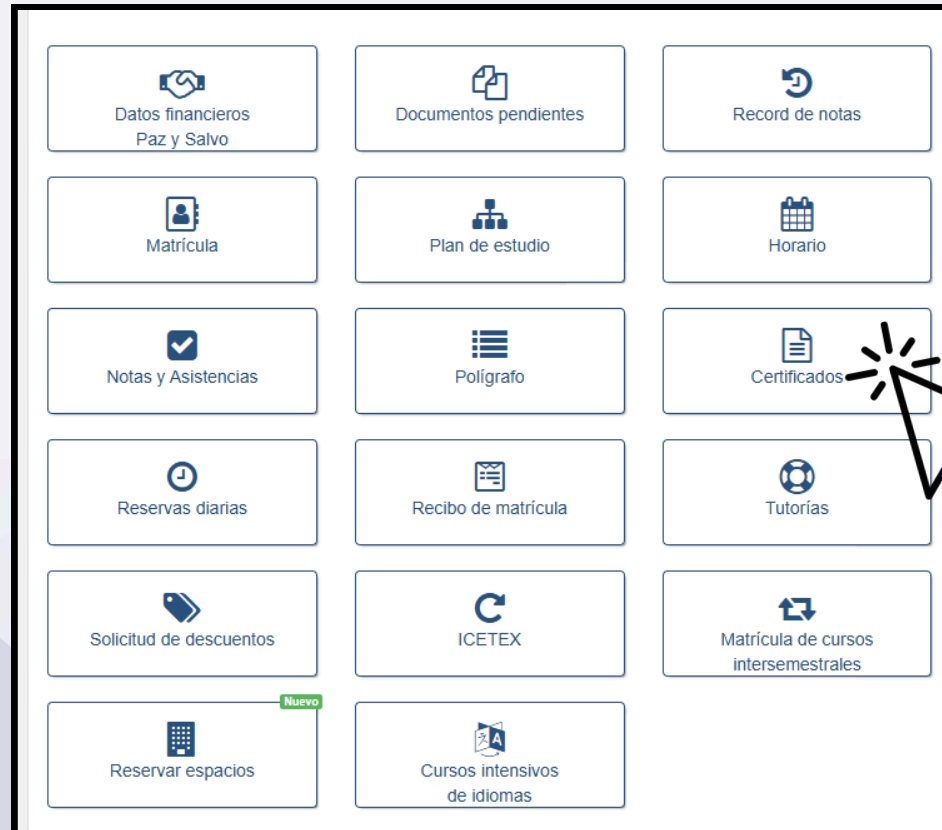 Datos financieros
Paz y Salvo
Documentos pendientes
Record de notas
Matrícula
Plan de estudio
Horario
Notas y Asistencias
Polígrafo
Certificados
Reservas diarias
Recibo de matrícula
Tutorías
Solicitud de descuentos
ICETEX
Matrícula de cursos
intersemestrales
Nuevo
Reservar espacios
Cursos intensivos
de idiomas